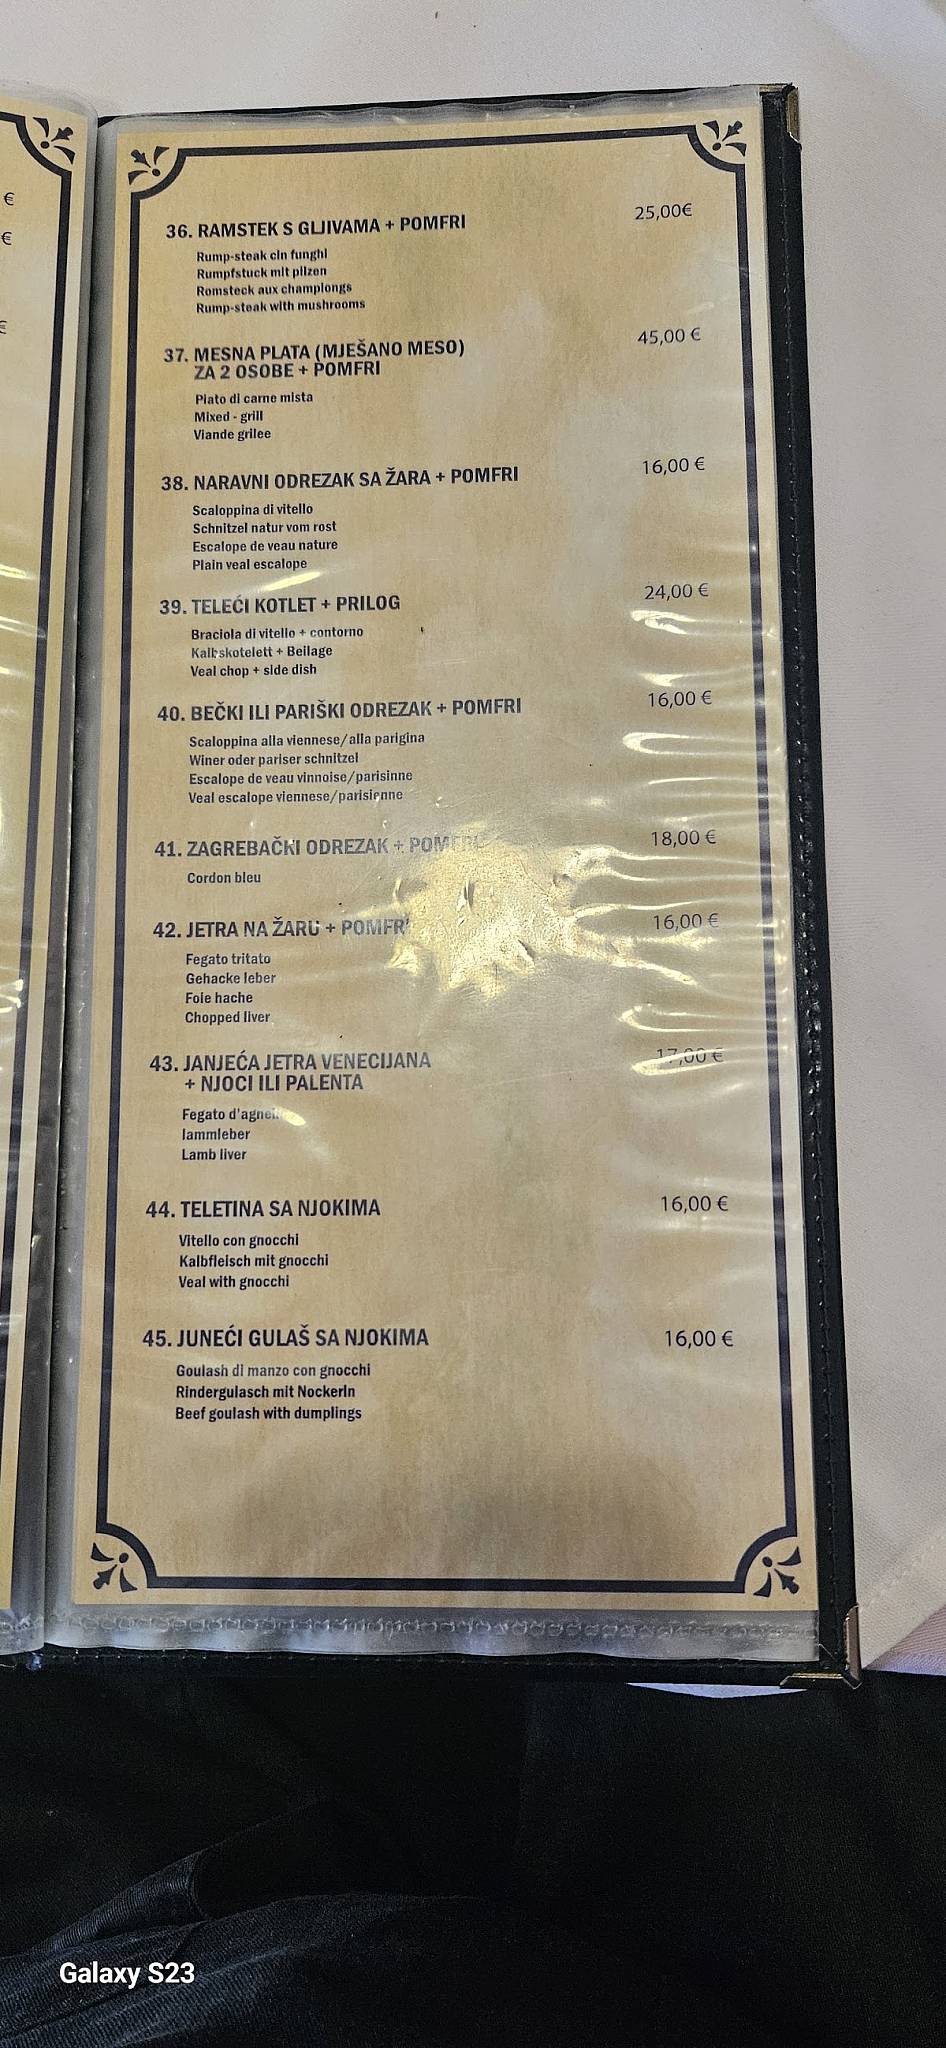 €
€
€
36. RAMSTEK S GLJIVAMA + POMFRI 25,00€
Rump-steak cin funghi
Rumpfstuck mit pilzen
Romsteck aux championgs
Rump-steak with mushrooms
37. MESNA PLATA (MJEŠANO MESO) 45,00 €
ZA 2 OSOBE + POMFRI
Piato di carne mista
Mixed - grill
Viande grilee
38. NARAVNI ODREZAK SA ŽARA + POMFRI 16,00 €
Scaloppina di vitello
Schnitzel natur vom rost
Escalope de veau nature
Plain veal escalope
39. TELEĆI KOTLET + PRILOG 24,00 €
Braciola di vitello + contorno
Kalbskotelett + Beilage
Veal chop + side dish
40. BEČKI ILI PARIŠKI ODREZAK + POMFRI 16,00 €
Scaloppina alla viennese/alla parigina
Winer oder pariser schnitzel
Escalope de veau vinnoise/parisinne
Veal escalope viennese/parisienne
41. ZAGREBAČKI ODREZAK + POMFRI 18,00 €
Cordon bleu
42. JETRA NA ŽARU + POMFRI 16,00 €
Fegato tritato
Gehacke leber
Foie hache
Chopped liver
43. JANJEĆA JETRA VENECIJANA 17,00 €
+ NJOCI ILI PALENTA
Fegato d'agnello
lammleber
Lamb liver
44. TELETINA SA NJOKIMA 16,00 €
Vitello con gnocchi
Kalbfleisch mit gnocchi
Veal with gnocchi
45. JUNEĆI GULAŠ SA NJOKIMA 16,00 €
Goulash di manzo con gnocchi
Rindergulasch mit Nockerln
Beef goulash with dumplings
Galaxy S23